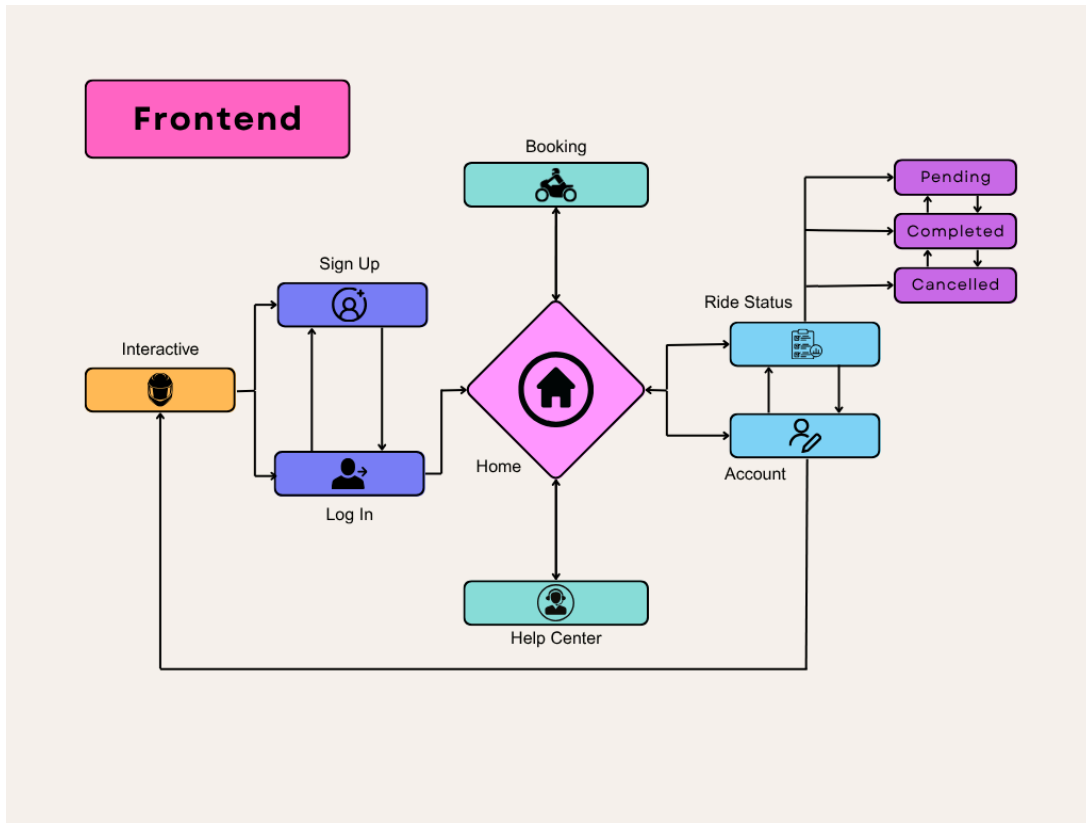 Frontend
Booking
Pending
Completed
Cancelled
Sign Up
Ride Status
Interactive
Home
Account
Log In
Help Center